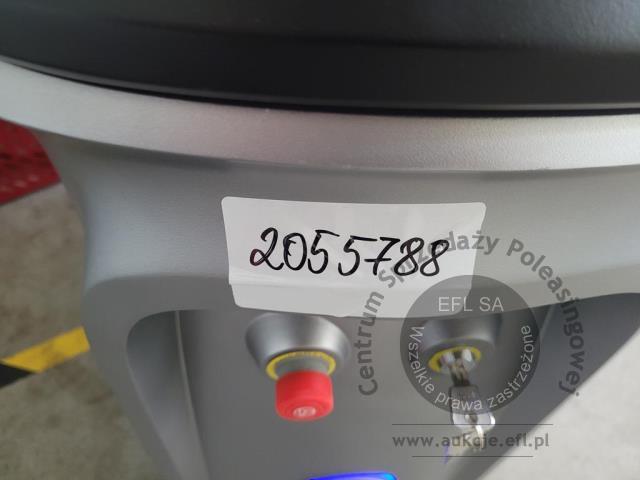 2055788
Centrum Sprzedaży Poleasingowej
EFL SA
Wszelkie prawa zastrzeżone
www.aukcje.efl.pl